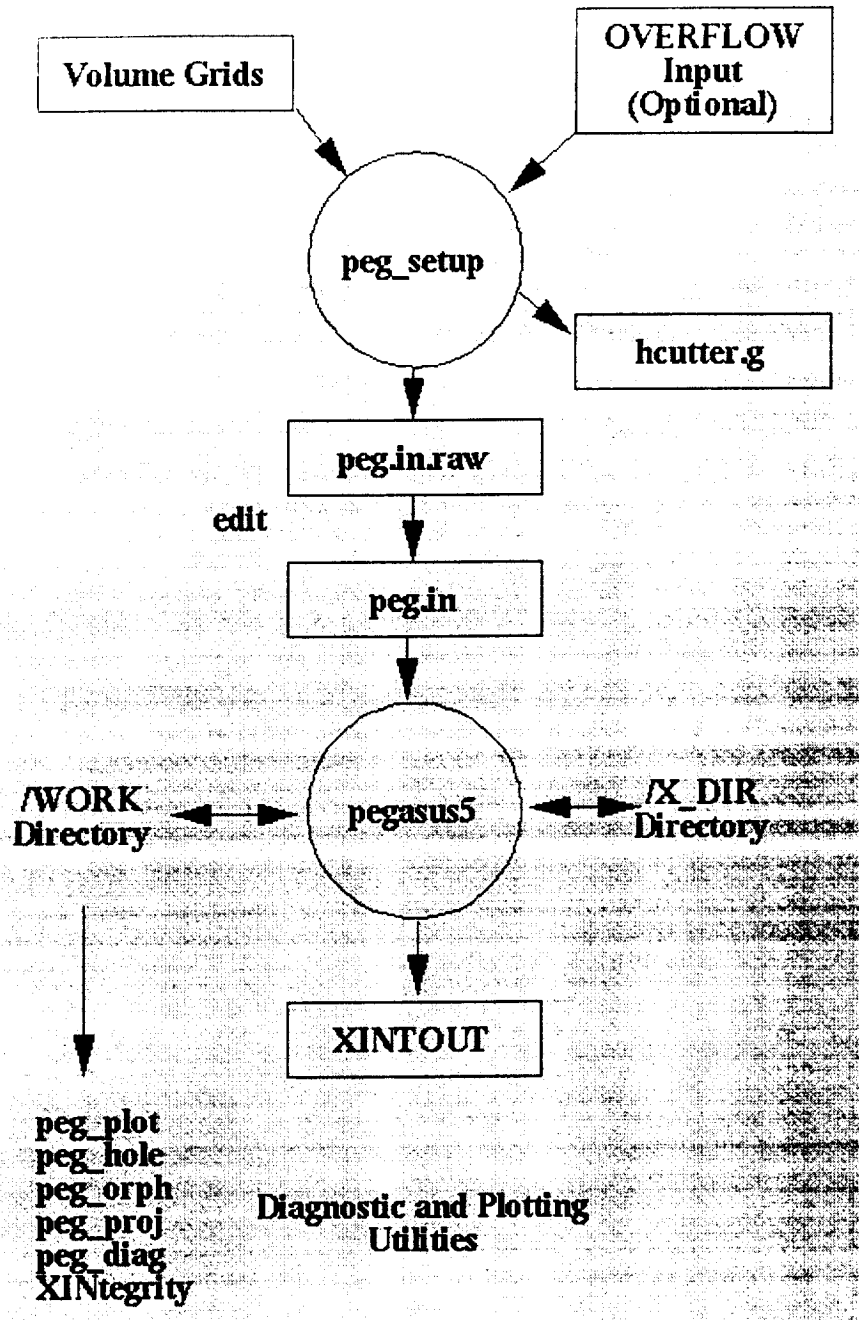 Volume Grids
OVERFLOW
Input
(Optional)
peg_setup
hcutter.g
peg.in.raw
edit
peg.in
/WORK
Directory
pegasus5
/X_DIR
Directory
XINTOUT
peg_plot
peg_hole
peg_orph
peg_proj
peg_diag
XINtegrity
Diagnostic and Plotting
Utilities